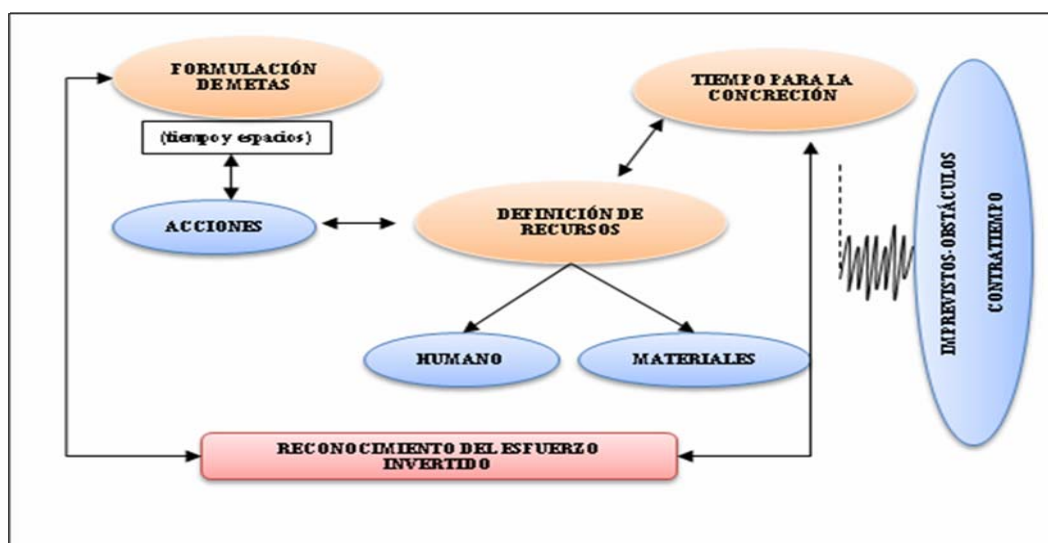 FORMULACIÓN
DE METAS
(tiempo y espacios)
ACCIONES
TIEMPO PARA LA
CONCRECIÓN
DEFINICIÓN DE
RECURSOS
HUMANO
MATERIALES
IMPREVISTOS-OBSTÁCULOS
CONTRATIEMPO
RECONOCIMIENTO DEL ESFUERZO
INVERTIDO